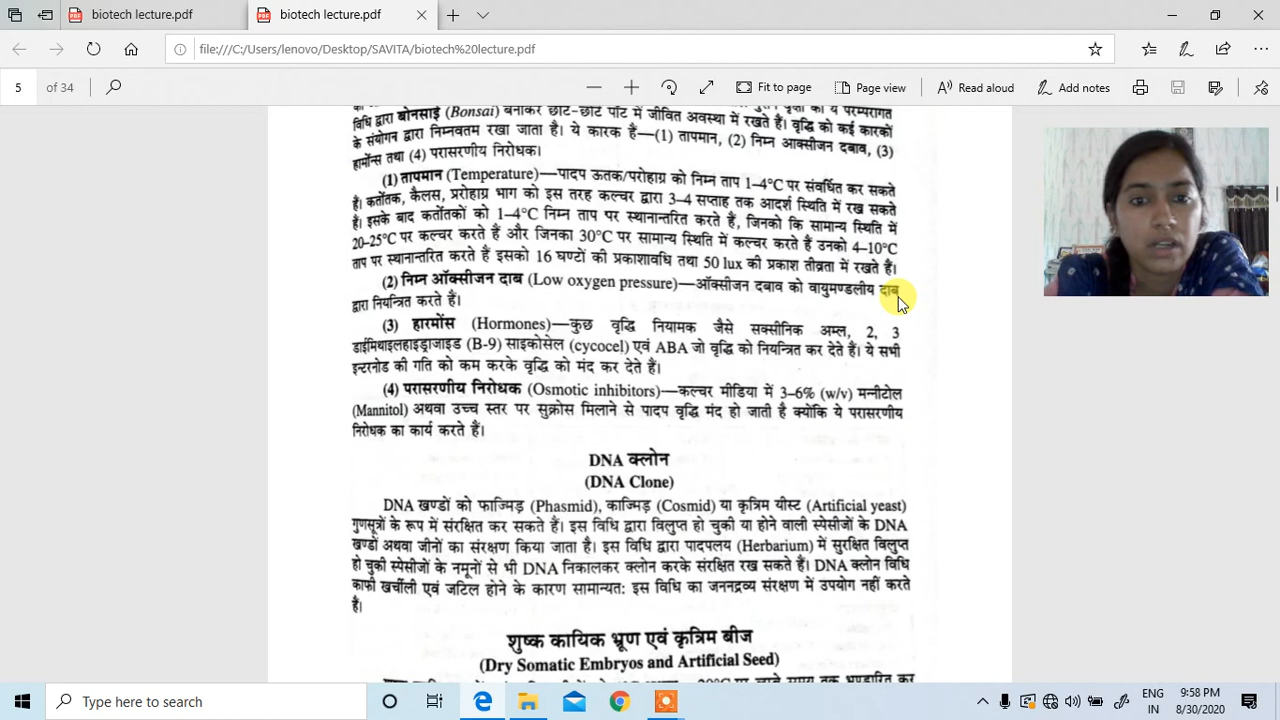 biotech lecture.pdf
biotech lecture.pdf
file:///C:/Users/lenovo/Desktop/SAVITA/biotech%20lecture.pdf
5 of 34
Fit to page
Page view
Read aloud
Add notes
विधि द्वारा बोनसाई (Bonsai) बनाकर छोटे-छोटे पॉट में जीवित अवस्था में रखते हैं। वृद्धि को कई कारकों
के संयोगन द्वारा निम्नवतम रखा जाता है। ये कारक हैं—(1) तापमान, (2) निम्न आक्सीजन दबाव, (3)
हार्मोन्स तथा (4) परासरणीय निरोधक।
(1) तापमान (Temperature)—पादप ऊतक/प्ररोहाग्र को निम्न ताप 1–4°C पर संवर्धित कर सकते
हैं। कर्तोतक, कैलस, प्ररोहाग्र भाग को इस तरह कल्चर द्वारा 3–4 सप्ताह तक आदर्श स्थिति में रख सकते
हैं। इसके बाद कर्तोतकों को 1–4°C निम्न ताप पर स्थानान्तरित करते हैं, जिनको कि सामान्य स्थिति में
20–25°C पर कल्चर करते हैं और जिनका 30°C पर सामान्य स्थिति में कल्चर करते हैं उनको 4–10°C
ताप पर स्थानान्तरित करते हैं इसको 16 घण्टों की प्रकाशावधि तथा 50 lux की प्रकाश तीव्रता में रखते हैं।
(2) निम्न ऑक्सीजन दाब (Low oxygen pressure)—ऑक्सीजन दबाव को वायुमण्डलीय दाब
द्वारा नियन्त्रित करते हैं।
(3) हारमोंस (Hormones)—कुछ वृद्धि नियामक जैसे सक्सीनिक अम्ल, 2, 3
डाईमिथाइलहाइड्राजाइड (B-9) साइकोसेल (cycocel) एवं ABA जो वृद्धि को नियन्त्रित कर देते हैं। ये सभी
इन्टरनोड की गति को कम करके वृद्धि को मंद कर देते हैं।
(4) परासरणीय निरोधक (Osmotic inhibitors)—कल्चर मीडिया में 3–6% (w/v) मन्नीटोल
(Mannitol) अथवा उच्च स्तर पर सुक्रोस मिलाने से पादप वृद्धि मंद हो जाती है क्योंकि ये परासरणीय
निरोधक का कार्य करते हैं।
DNA क्लोन
(DNA Clone)
DNA खण्डों को फाज्मिड़ (Phasmid), काज्मिड़ (Cosmid) या कृत्रिम यीस्ट (Artificial yeast)
गुणसूत्रों के रूप में संरक्षित कर सकते हैं। इस विधि द्वारा विलुप्त हो चुकी या होने वाली स्पेसीजों के DNA
खण्डों अथवा जीनों का संरक्षण किया जाता है। इस विधि द्वारा पादपलय (Herbarium) में सुरक्षित विलुप्त
हो चुकी स्पेसीजों के नमूनों से भी DNA निकालकर क्लोन करके संरक्षित रख सकते हैं। DNA क्लोन विधि
काफी खर्चीली एवं जटिल होने के कारण सामान्यत: इस विधि का जननद्रव्य संरक्षण में उपयोग नहीं करते
हैं।
शुष्क कायिक भ्रूण एवं कृत्रिम बीज
(Dry Somatic Embryos and Artificial Seed)
Type here to search
ENG
IN
9:58 PM
8/30/2020